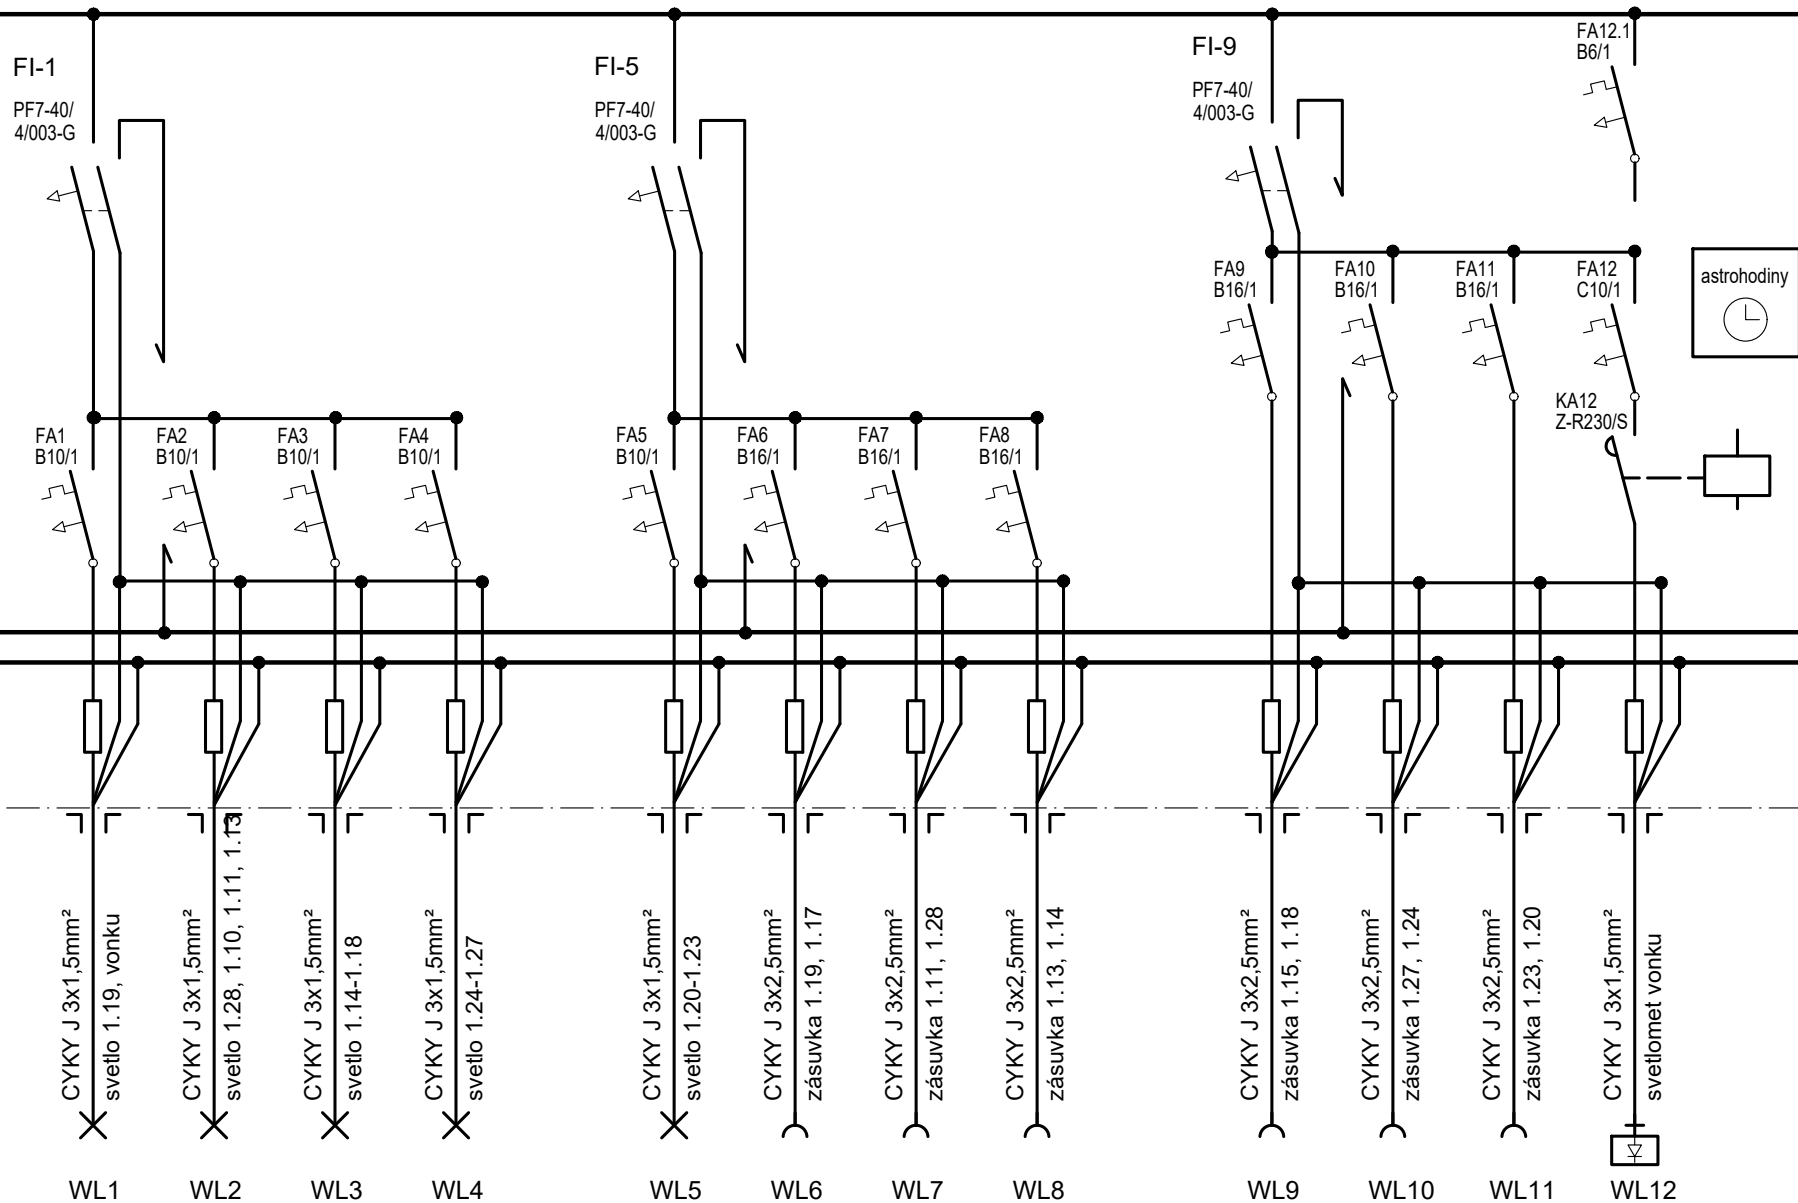 FI-1
PF7-40/
4/003-G
FI-5
PF7-40/
4/003-G
FI-9
PF7-40/
4/003-G
FA12.1
B6/1
FA9
B16/1
FA10
B16/1
FA11
B16/1
FA12
C10/1
astrohodiny
KA12
Z-R230/S
FA1
B10/1
FA2
B10/1
FA3
B10/1
FA4
B10/1
FA5
B10/1
FA6
B16/1
FA7
B16/1
FA8
B16/1
CYKY J 3x1,5mm²
svetlo 1.19, vonku
CYKY J 3x1,5mm²
svetlo 1.28, 1.10, 1.11, 1.13
CYKY J 3x1,5mm²
svetlo 1.14-1.18
CYKY J 3x1,5mm²
svetlo 1.24-1.27
CYKY J 3x1,5mm²
svetlo 1.20-1.23
CYKY J 3x2,5mm²
zásuvka 1.19, 1.17
CYKY J 3x2,5mm²
zásuvka 1.11, 1.28
CYKY J 3x2,5mm²
zásuvka 1.13, 1.14
CYKY J 3x2,5mm²
zásuvka 1.15, 1.18
CYKY J 3x2,5mm²
zásuvka 1.27, 1.24
CYKY J 3x2,5mm²
zásuvka 1.23, 1.20
CYKY J 3x1,5mm²
svetlomet vonku
WL1
WL2
WL3
WL4
WL5
WL6
WL7
WL8
WL9
WL10
WL11
WL12